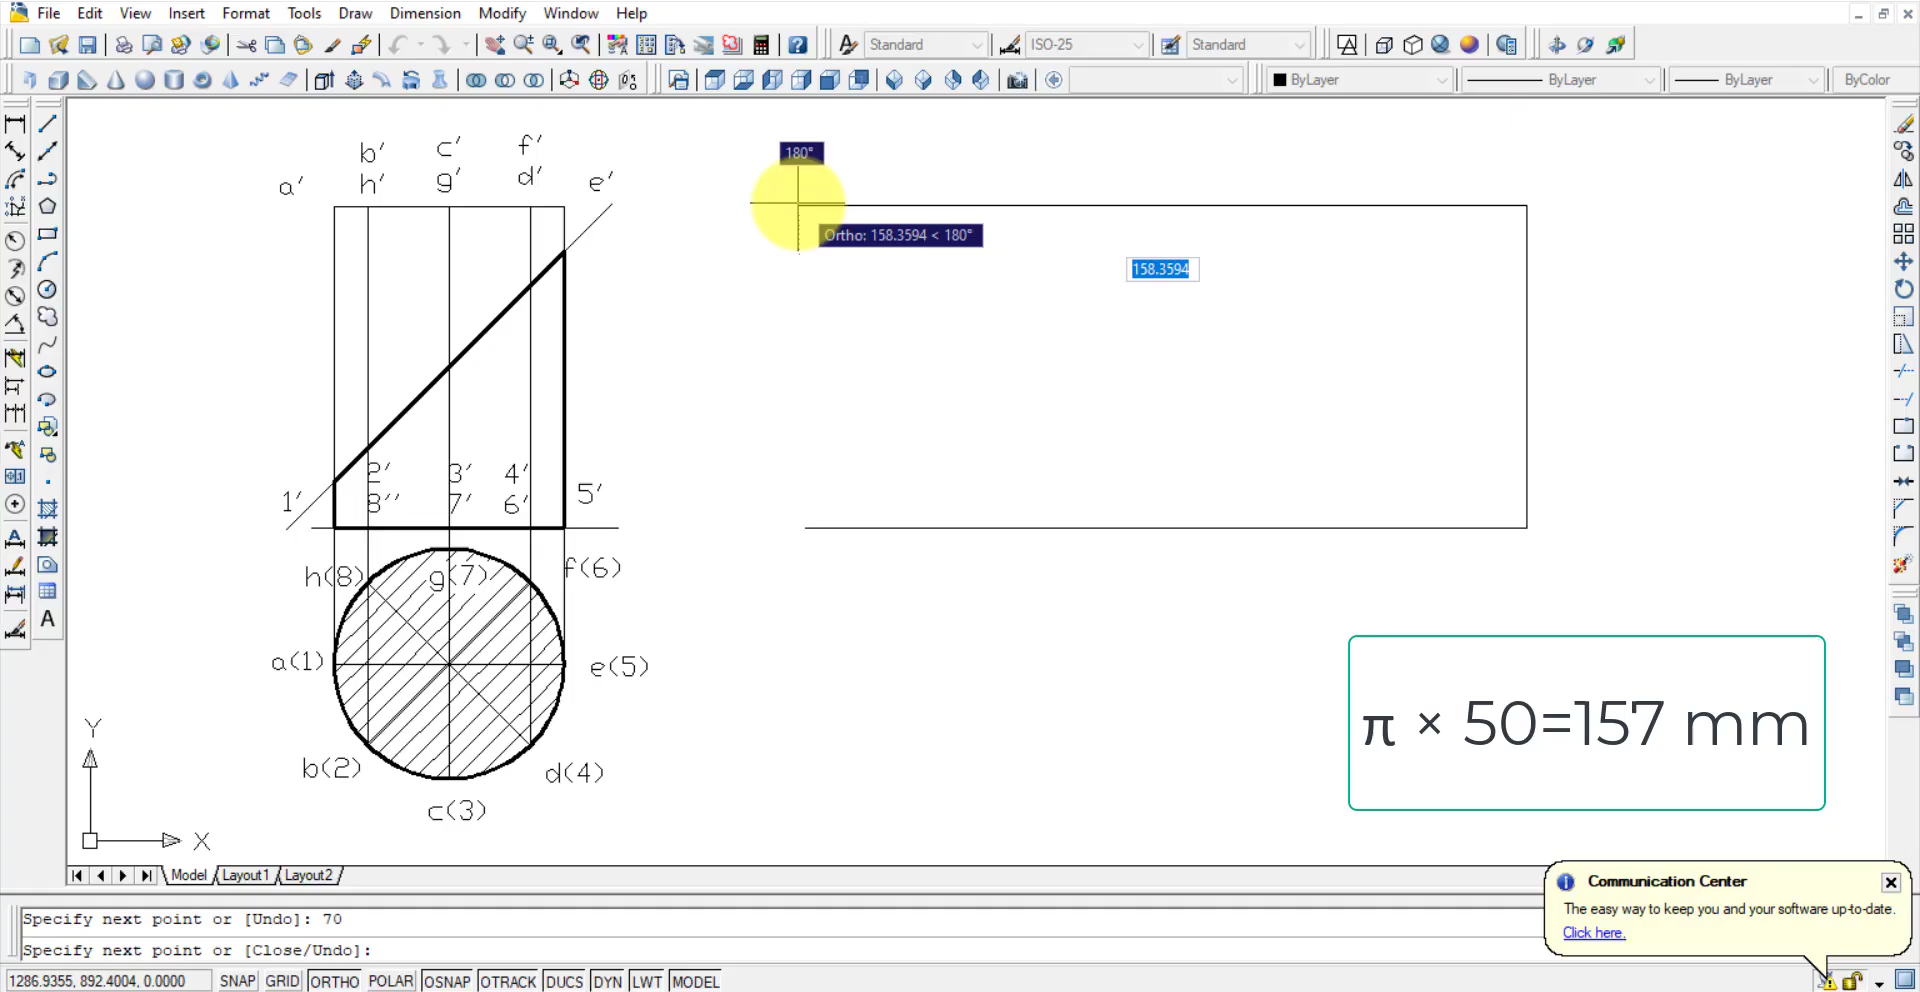 File Edit View Insert Format Tools Draw Dimension Modify Window Help
Standard ISO-25 Standard
ByLayer ByLayer ByLayer ByColor
b' c' f'
a' h' g' d' e'
180°
Ortho: 158.3594 < 180°
158.3594
2' 3' 4'
1' 8'' 7' 6' 5'
h(8) g(7) f(6)
a(1) e(5)
b(2) d(4)
c(3)
π × 50=157 mm
Y
X
Model Layout1 Layout2
Communication Center
The easy way to keep you and your software up-to-date.
Click here.
Specify next point or [Undo]: 70
Specify next point or [Close/Undo]:
1286.9355, 892.4004, 0.0000 SNAP GRID ORTHO POLAR OSNAP OTRACK DUCS DYN LWT MODEL